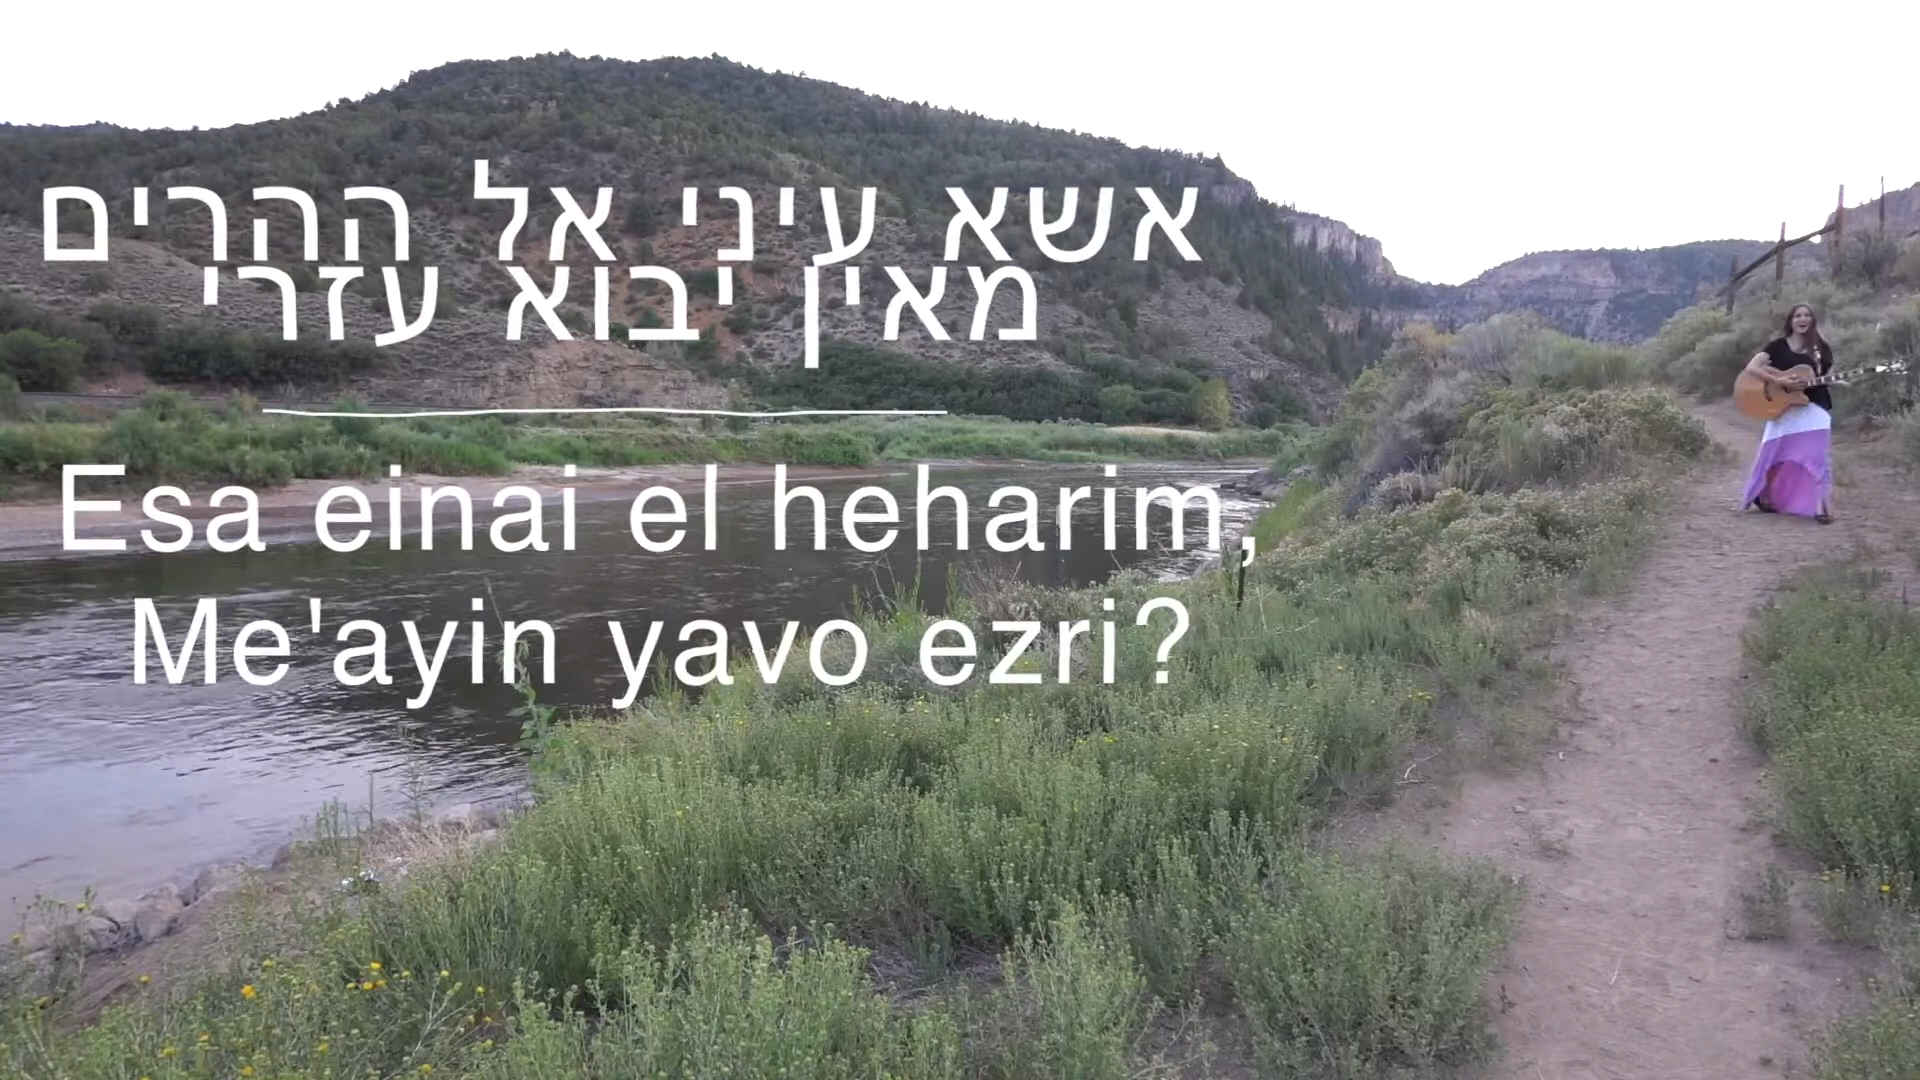 אשא עיני אל ההרים
מאין יבוא עזרי
Esa einai el heharim,
Me'ayin yavo ezri?